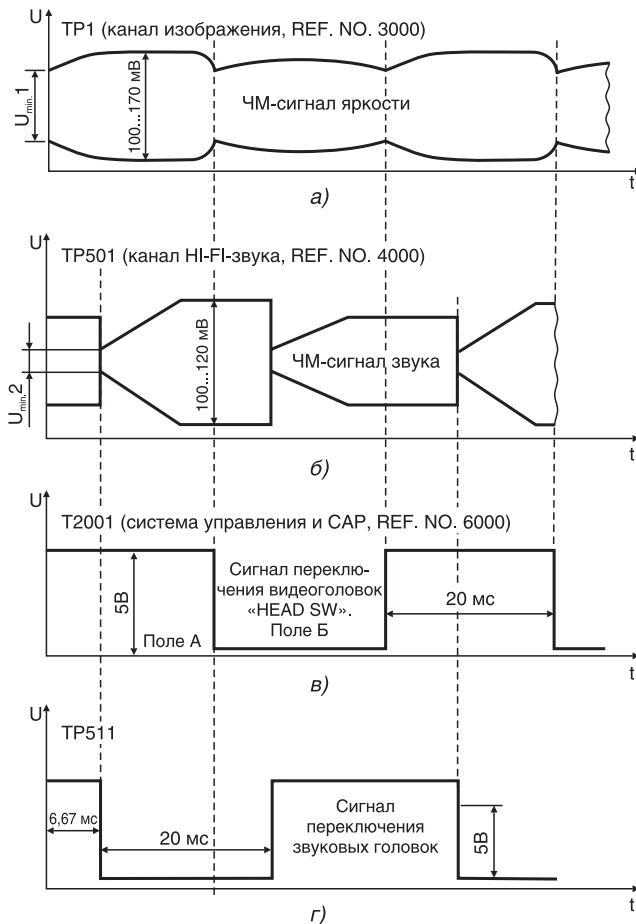 U
TP1 (канал изображения, REF. NO. 3000)
Umin.1
100...170 мВ
ЧМ-сигнал яркости
t
а)
U
TP501 (канал HI-FI-звука, REF. NO. 4000)
Umin.2
100...120 мВ
ЧМ-сигнал звука
t
б)
U
T2001 (система управления и САР, REF. NO. 6000)
5В
Поле А
Сигнал переклю-
чения видеоголовок
«HEAD SW».
Поле Б
20 мс
t
в)
U
TP511
6,67 мс
20 мс
Сигнал
переключения
звуковых головок
5В
t
г)